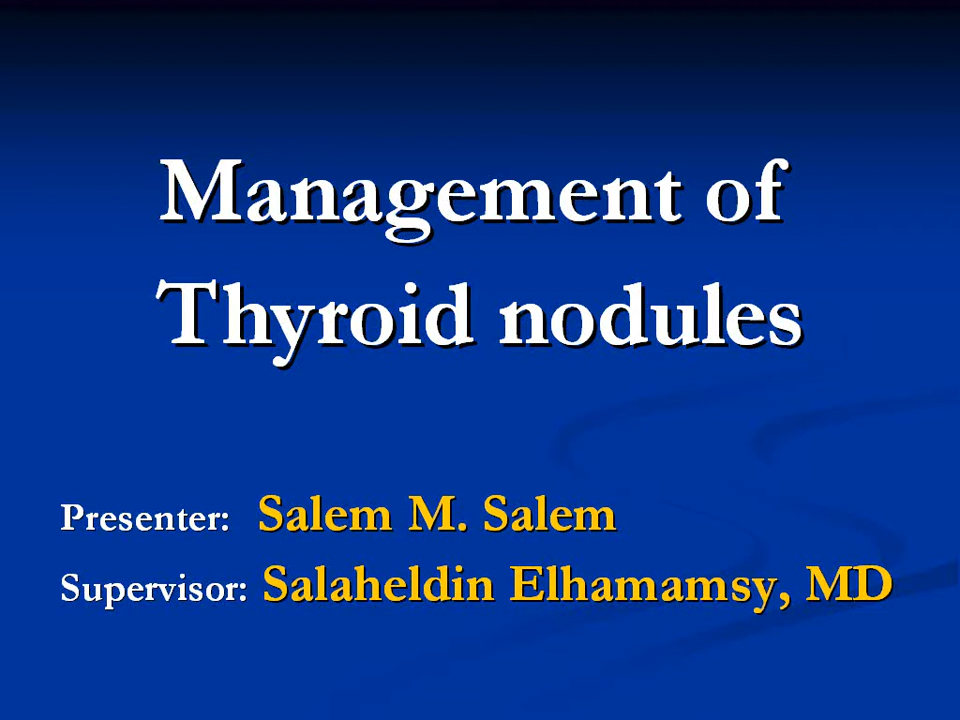 Management of
Thyroid nodules
Presenter: Salem M. Salem
Supervisor: Salaheldin Elhamamsy, MD